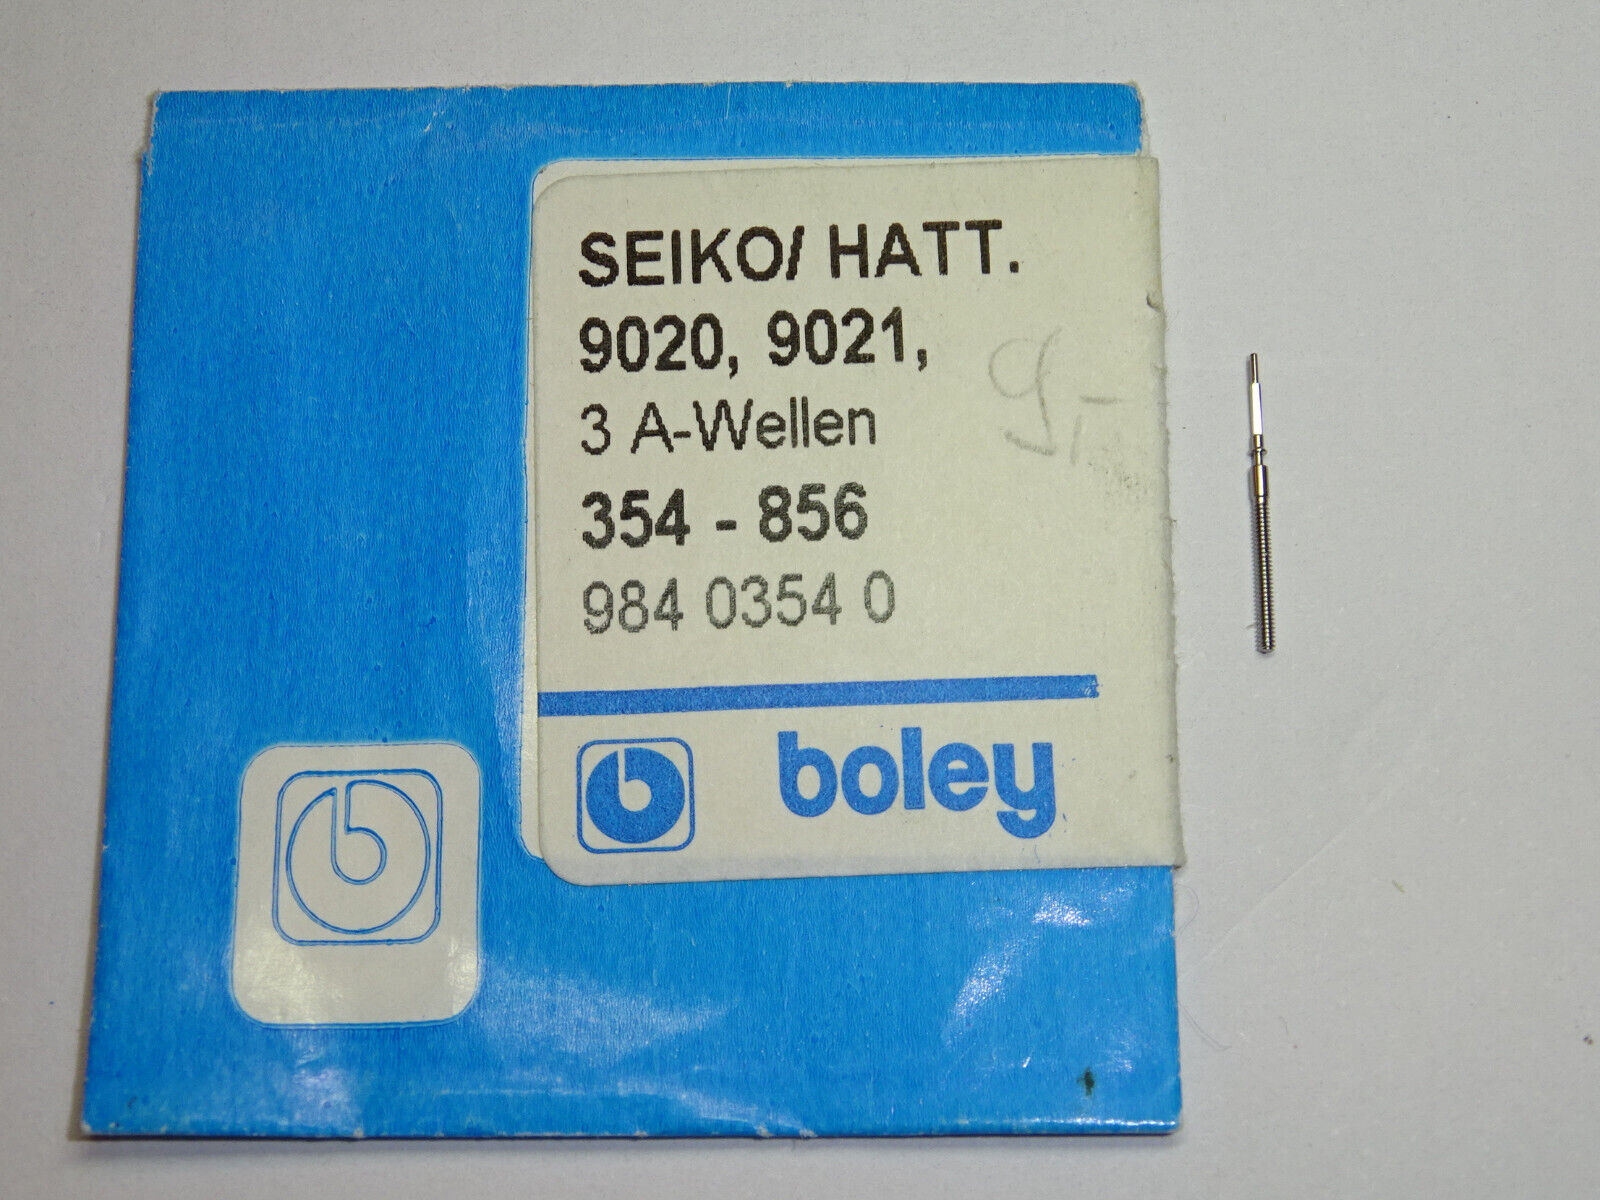 SEIKO/ HATT.
9020, 9021,
3 A-Wellen
354 - 856
984 0354 0
b boley
b